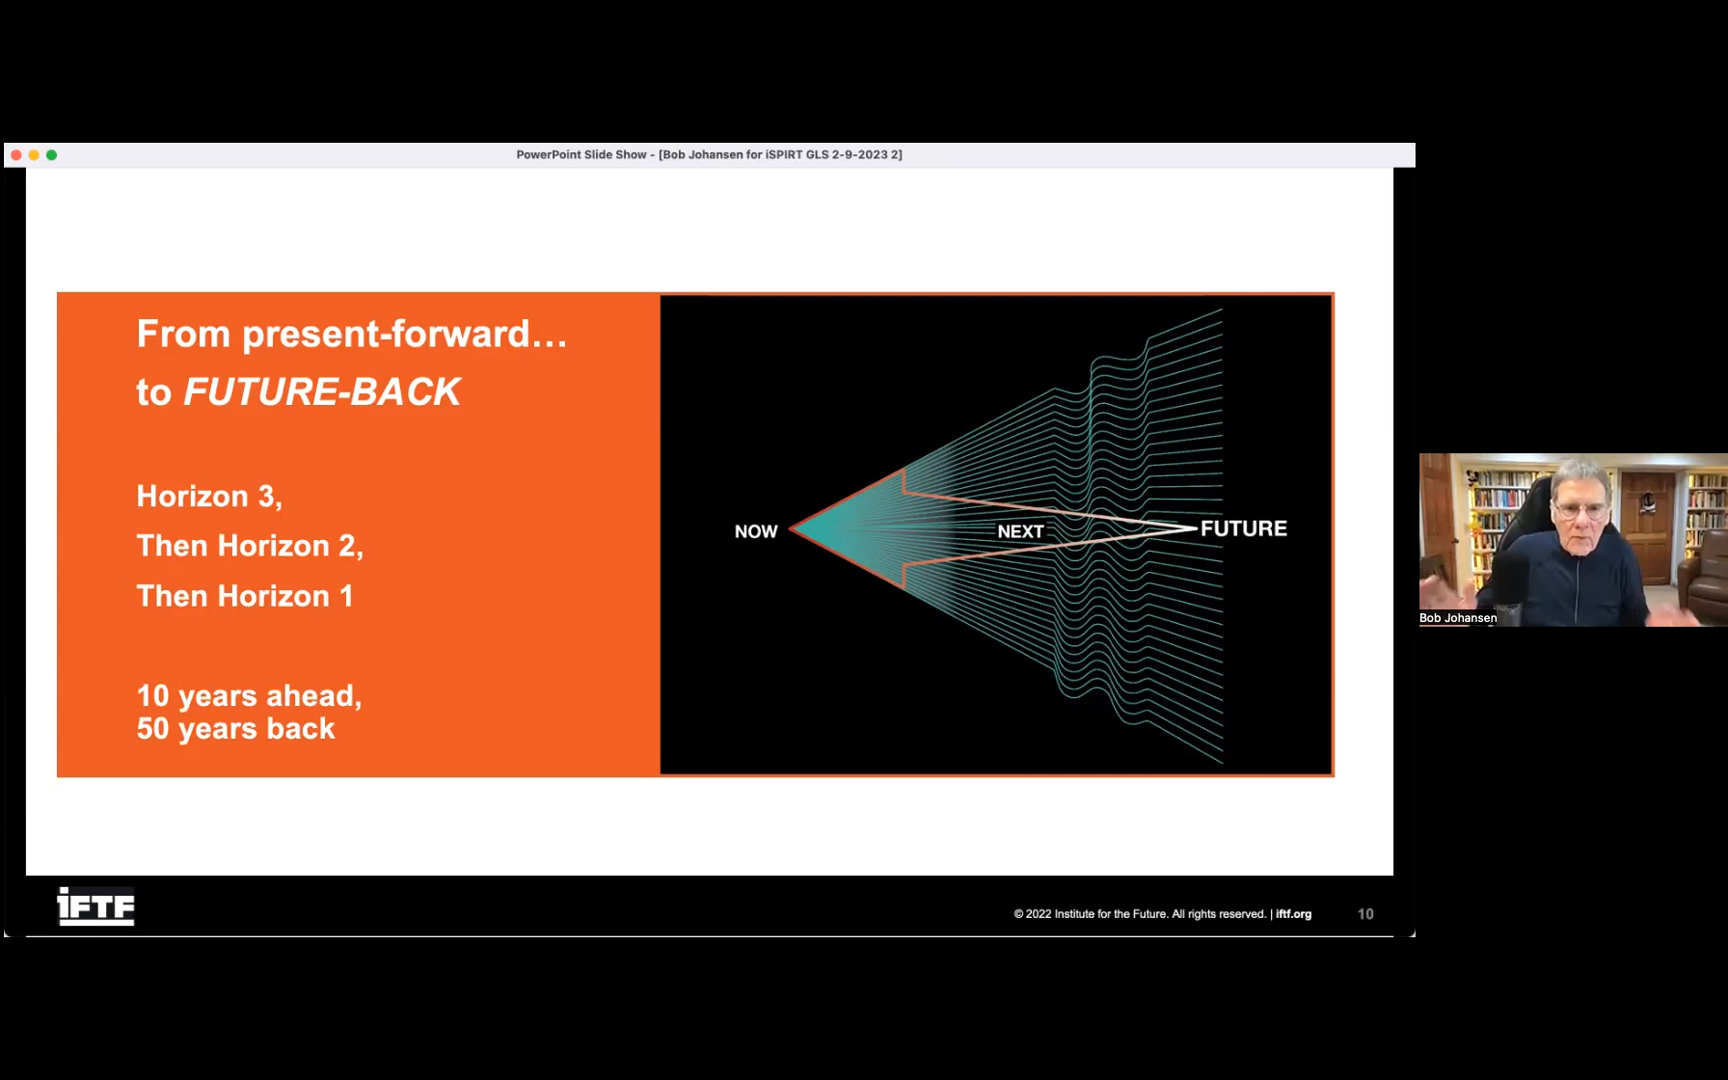 PowerPoint Slide Show - [Bob Johansen for iSPIRT GLS 2-9-2023 2]
From present-forward…
to FUTURE-BACK
Horizon 3,
Then Horizon 2,
Then Horizon 1
10 years ahead,
50 years back
NOW
NEXT
FUTURE
Bob Johansen
iFTF
© 2022 Institute for the Future. All rights reserved. | iftf.org
10